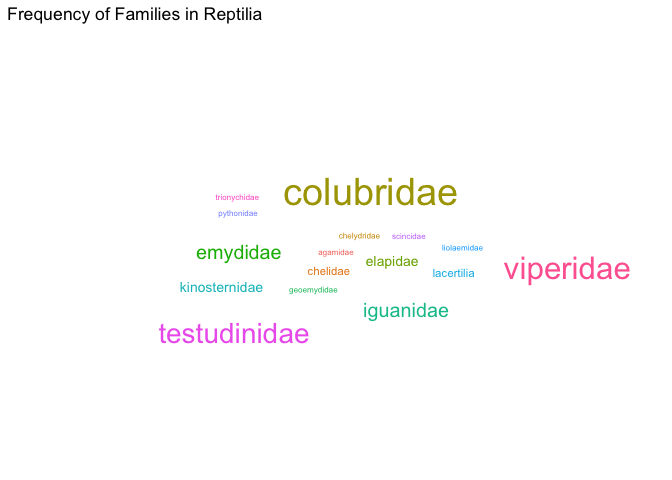 Frequency of Families in Reptilia
colubridae
trionychidae
pythonidae
chelydridae
scincidae
liolaemidae
emydidae
agamidae
elapidae
viperidae
chelidae
lacertilia
kinosternidae
geoemydidae
iguanidae
testudinidae